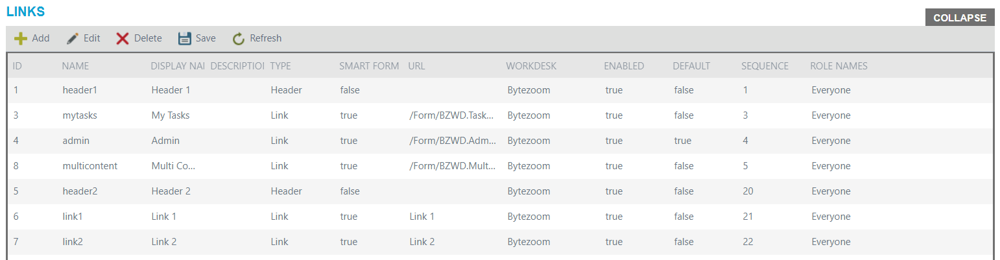 LINKS
COLLAPSE
Add Edit Delete Save Refresh
ID NAME DISPLAY NAI DESCRIPTIOI TYPE SMART FORM URL WORKDESK ENABLED DEFAULT SEQUENCE ROLE NAMES
1 header1 Header 1 Header false Bytezoom true false 1 Everyone
3 mytasks My Tasks Link true /Form/BZWD.Task... Bytezoom true false 3 Everyone
4 admin Admin Link true /Form/BZWD.Adm... Bytezoom true true 4 Everyone
8 multicontent Multi Co... Link true /Form/BZWD.Mult... Bytezoom true false 5 Everyone
5 header2 Header 2 Header false Bytezoom true false 20 Everyone
6 link1 Link 1 Link true Link 1 Bytezoom true false 21 Everyone
7 link2 Link 2 Link true Link 2 Bytezoom true false 22 Everyone